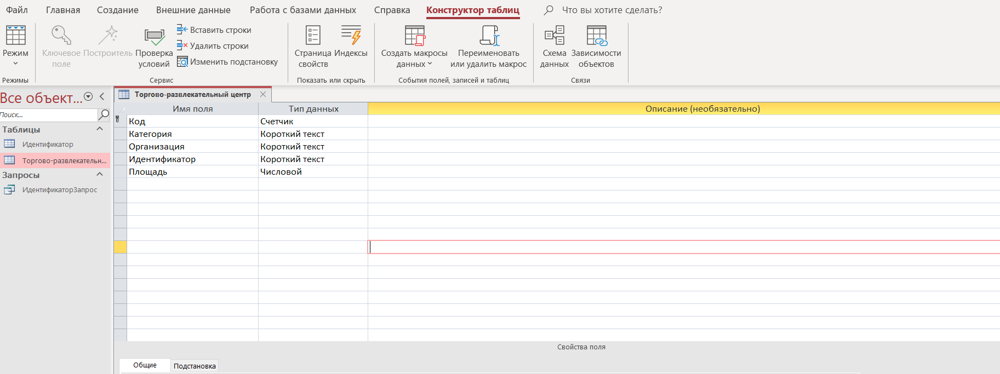 Файл Главная Создание Внешние данные Работа с базами данных Справка Конструктор таблиц Что вы хотите сделать?
Режим
Ключевое поле
Построитель
Проверка условий
Вставить строки
Удалить строки
Изменить подстановку
Страница свойств
Индексы
Создать макросы данных
Переименовать или удалить макрос
Схема данных
Зависимости объектов
Режимы Сервис Показать или скрыть События полей, записей и таблиц Связи
Все объект...
Поиск...
Таблицы
Идентификатор
Торгово-развлекательн...
Запросы
ИдентификаторЗапрос
Торгово-развлекательный центр
Имя поля Тип данных Описание (необязательно)
Код Счетчик
Категория Короткий текст
Организация Короткий текст
Идентификатор Короткий текст
Площадь Числовой
Свойства поля
Общие Подстановка